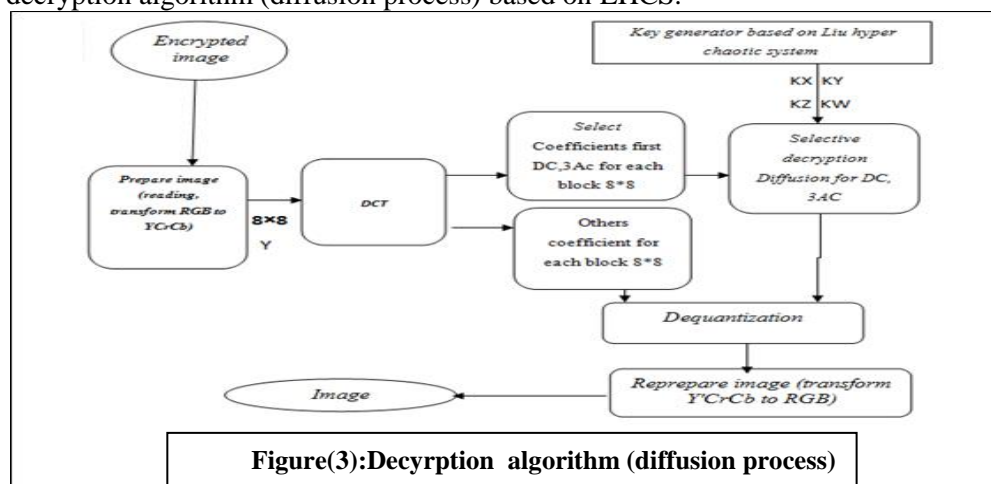 decryption algorithm (diffusion process) based on LHCS.
Encrypted
image
Key generator based on Liu hyper
chaotic system
KX KY
KZ KW
Select
Coefficients first
DC,3Ac for each
block 8*8
Selective
decryption
Diffusion for DC,
3AC
Prepare image
(reading,
transform RGB to
YCrCb)
8×8
Y
DCT
Others
coefficient for
each block 8*8
Dequantization
Reprepare image (transform
Y'CrCb to RGB)
Image
Figure(3):Decyrption algorithm (diffusion process)